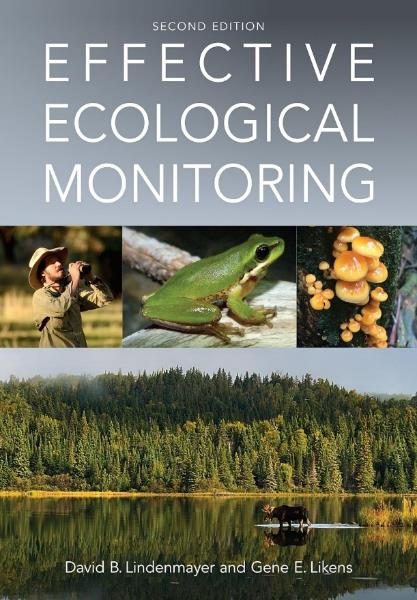 SECOND EDITION
EFFECTIVE
ECOLOGICAL
MONITORING
David B. Lindenmayer and Gene E. Likens